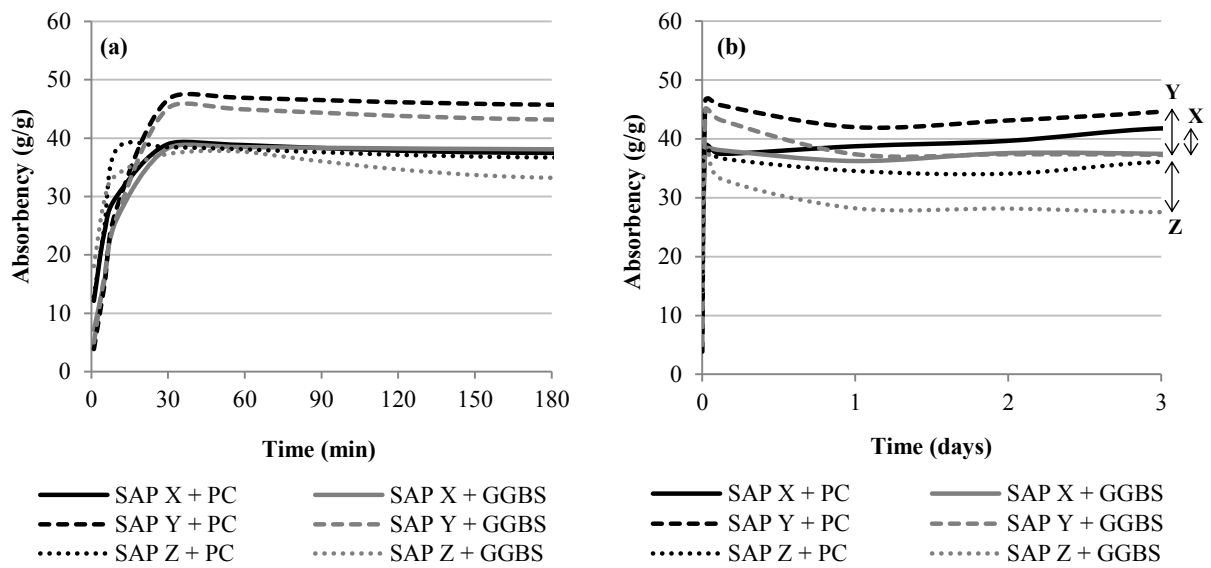 (a)
Absorbency (g/g)
60
50
40
30
20
10
0
0 30 60 90 120 150 180
Time (min)
SAP X + PC SAP X + GGBS
SAP Y + PC SAP Y + GGBS
SAP Z + PC SAP Z + GGBS
(b)
Absorbency (g/g)
60
50
40
30
20
10
0
Y
X
Z
0 1 2 3
Time (days)
SAP X + PC SAP X + GGBS
SAP Y + PC SAP Y + GGBS
SAP Z + PC SAP Z + GGBS